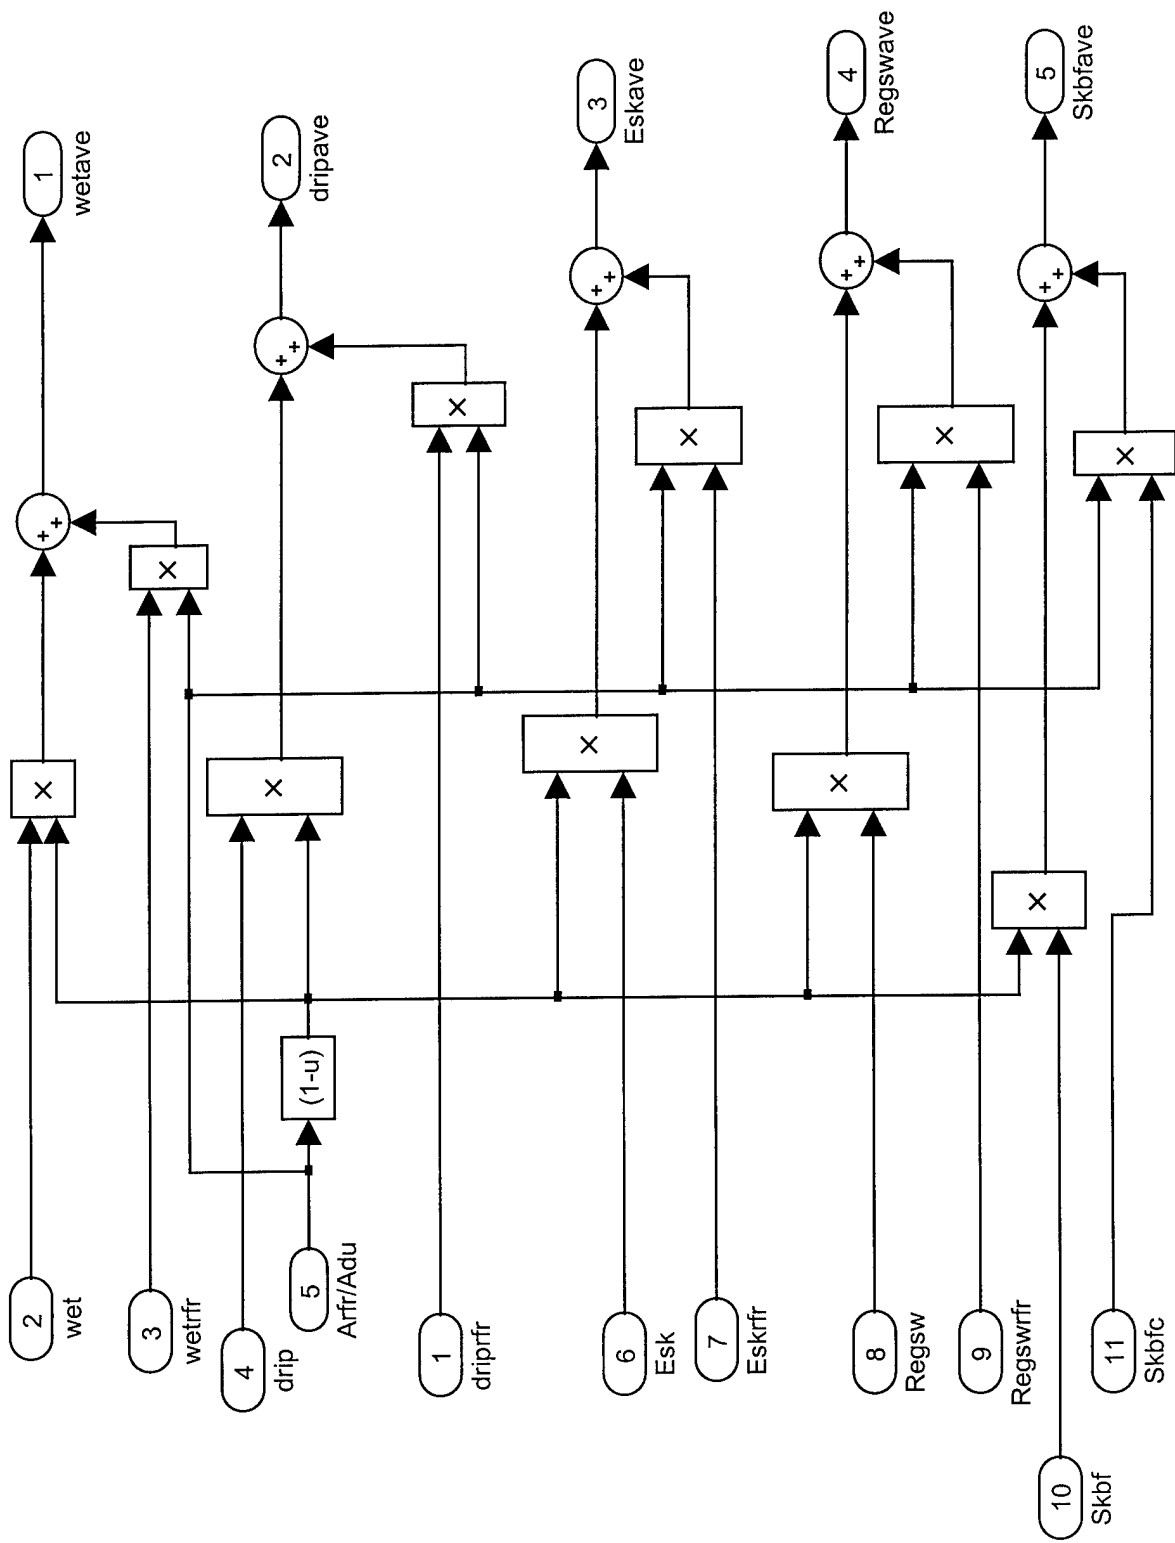 2
wet
3
wetrfr
4
drip
5
Arfr/Adu
1
driprfr
6
Esk
7
Eskrfr
8
Regsw
9
Regswrfr
10
Skbf
11
Skbfc
(1-u)
×
×
×
×
×
×
×
×
×
×
+
+
+
+
+
+
+
+
+
+
1
wetave
2
dripave
3
Eskave
4
Regswave
5
Skbfave